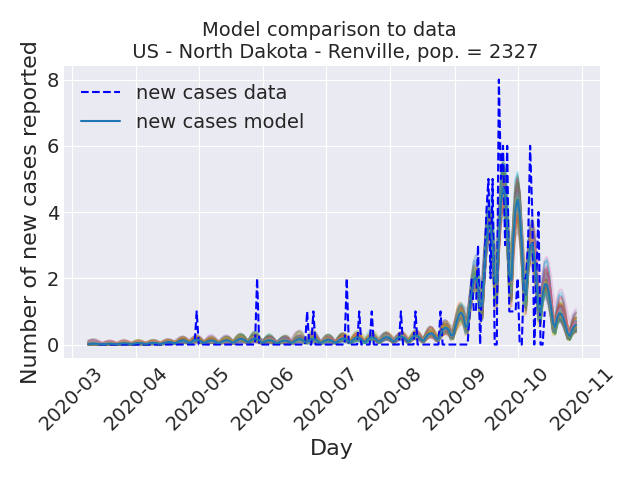 Model comparison to data
US - North Dakota - Renville, pop. = 2327
Number of new cases reported
8
6
4
2
0
new cases data
new cases model
2020-03
2020-04
2020-05
2020-06
2020-07
2020-08
2020-09
2020-10
2020-11
Day